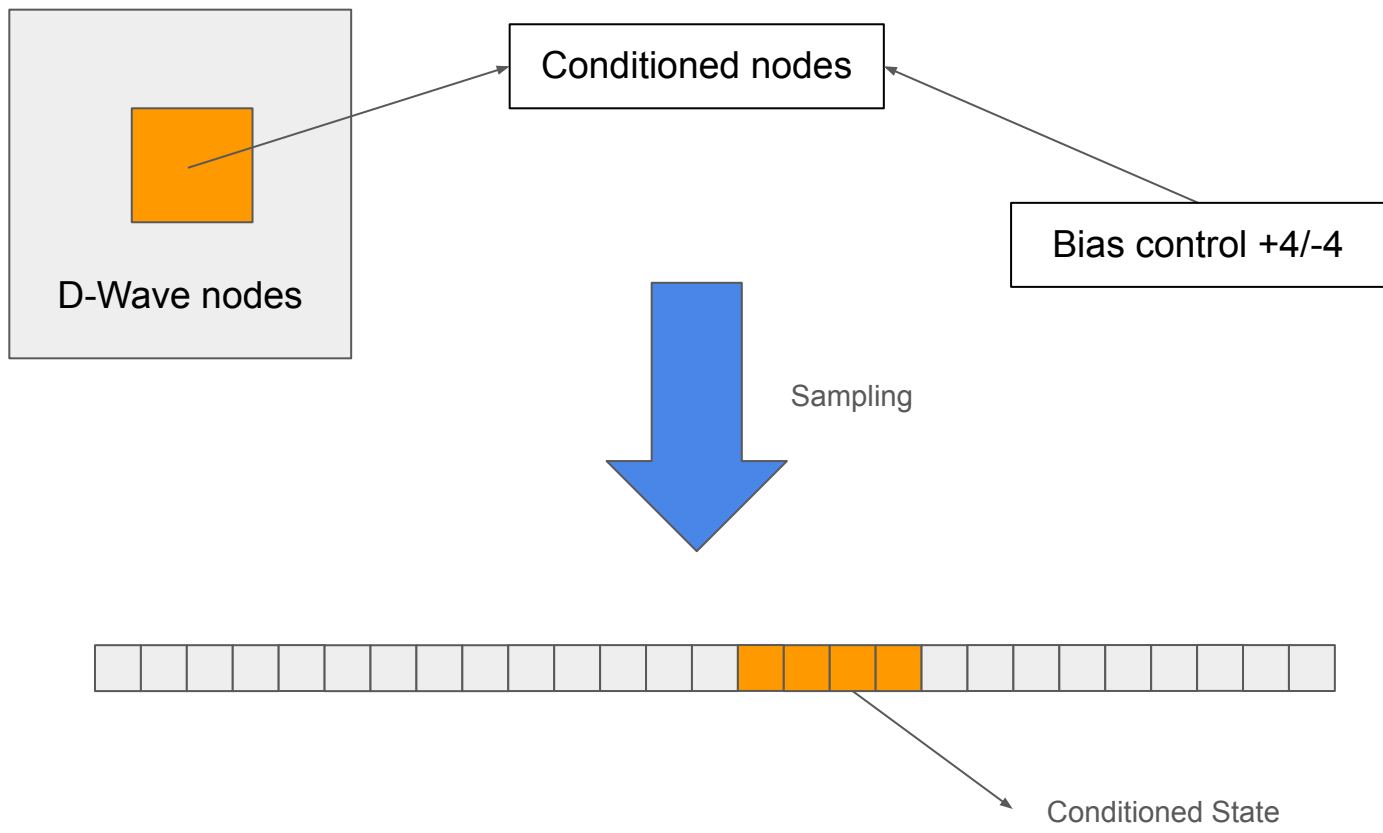 Conditioned nodes
Bias control +4/-4
D-Wave nodes
Sampling
Conditioned State